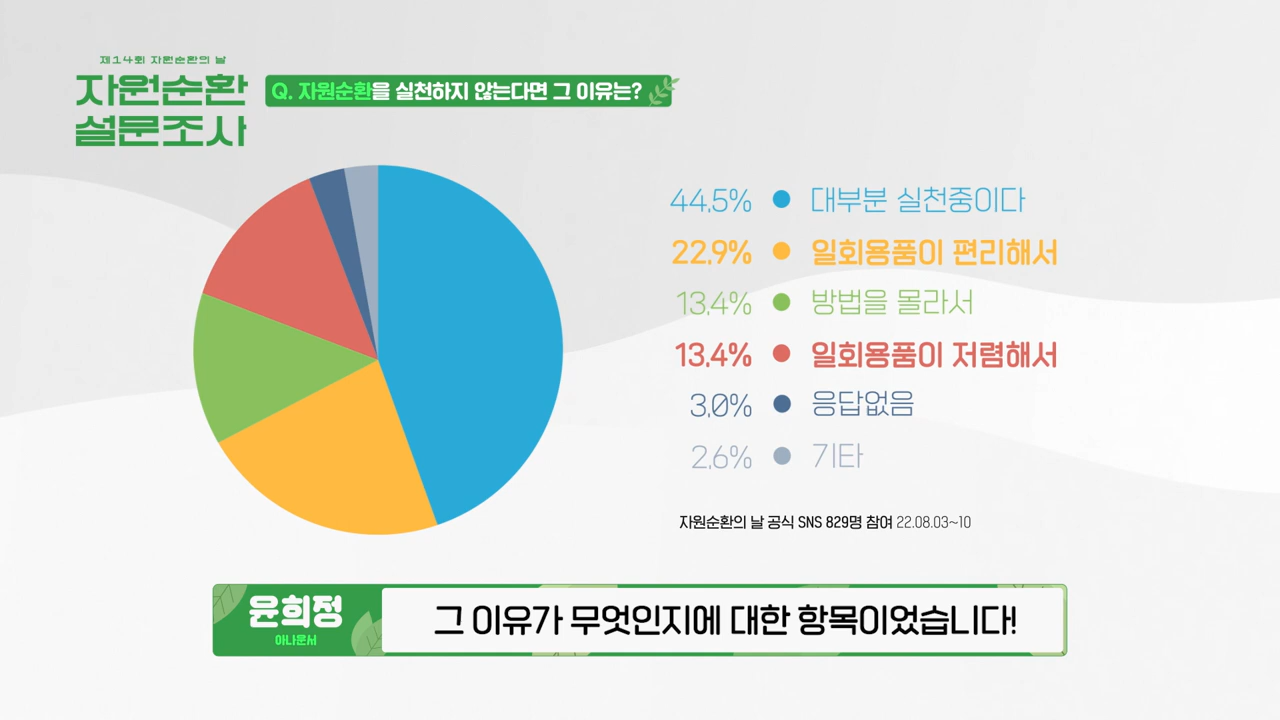 제14회 자원순환의 날
자원순환
설문조사
Q. 자원순환을 실천하지 않는다면 그 이유는?
44.5% 대부분 실천중이다
22.9% 일회용품이 편리해서
13.4% 방법을 몰라서
13.4% 일회용품이 저렴해서
3.0% 응답없음
2.6% 기타
자원순환의 날 공식 SNS 829명 참여 22.08.03~10
윤희정
아나운서
그 이유가 무엇인지에 대한 항목이었습니다!